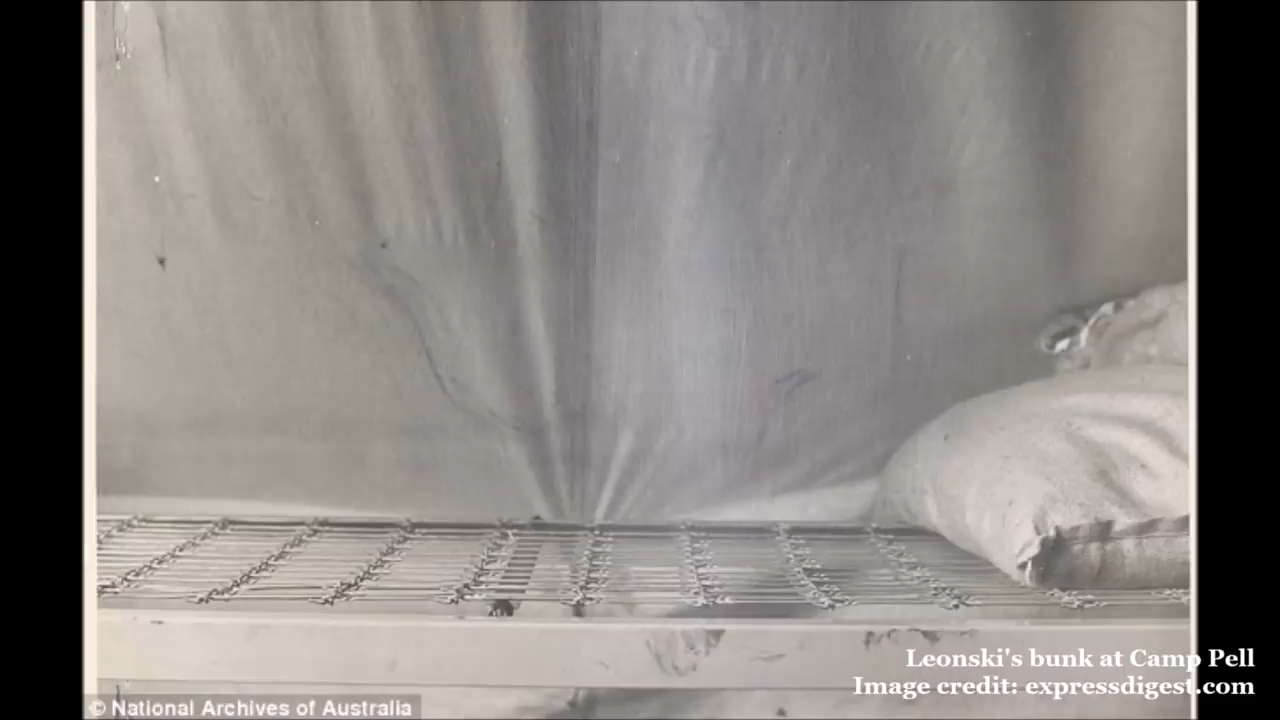 Leonski's bunk at Camp Pell
Image credit: expressdigest.com
© National Archives of Australia